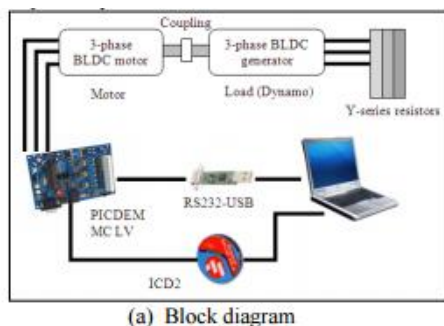 Coupling
3-phase
BLDC motor
3-phase BLDC
generator
Motor
Load (Dynamo)
Y-series resistors
RS232-USB
PICDEM
MC LV
ICD2
(a) Block diagram